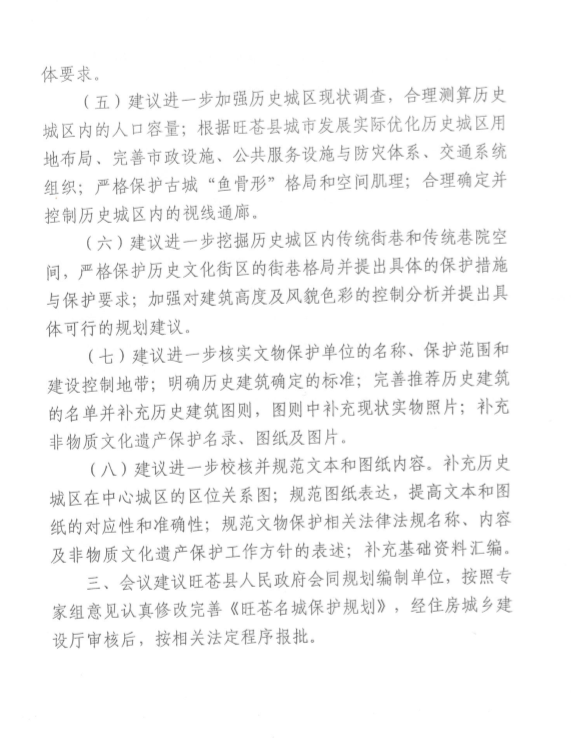 体要求。
（五）建议进一步加强历史城区现状调查，合理测算历史
城区内的人口容量；根据旺苍县城市发展实际优化历史城区用
地布局、完善市政设施、公共服务设施与防灾体系、交通系统
组织；严格保护古城“鱼骨形”格局和空间肌理；合理确定并
控制历史城区内的视线通廊。
（六）建议进一步挖掘历史城区内传统街巷和传统巷院空
间，严格保护历史文化街区的街巷格局并提出具体的保护措施
与保护要求；加强对建筑高度及风貌色彩的控制分析并提出具
体可行的规划建议。
（七）建议进一步核实文物保护单位的名称、保护范围和
建设控制地带；明确历史建筑确定的标准；完善推荐历史建筑
的名单并补充历史建筑图则，图则中补充现状实物照片；补充
非物质文化遗产保护名录、图纸及图片。
（八）建议进一步校核并规范文本和图纸内容。补充历史
城区在中心城区的区位关系图；规范图纸表达，提高文本和图
纸的对应性和准确性；规范文物保护相关法律法规名称、内容
及非物质文化遗产保护工作方针的表述；补充基础资料汇编。
三、会议建议旺苍县人民政府会同规划编制单位，按照专
家组意见认真修改完善《旺苍名城保护规划》，经住房城乡建
设厅审核后，按相关法定程序报批。